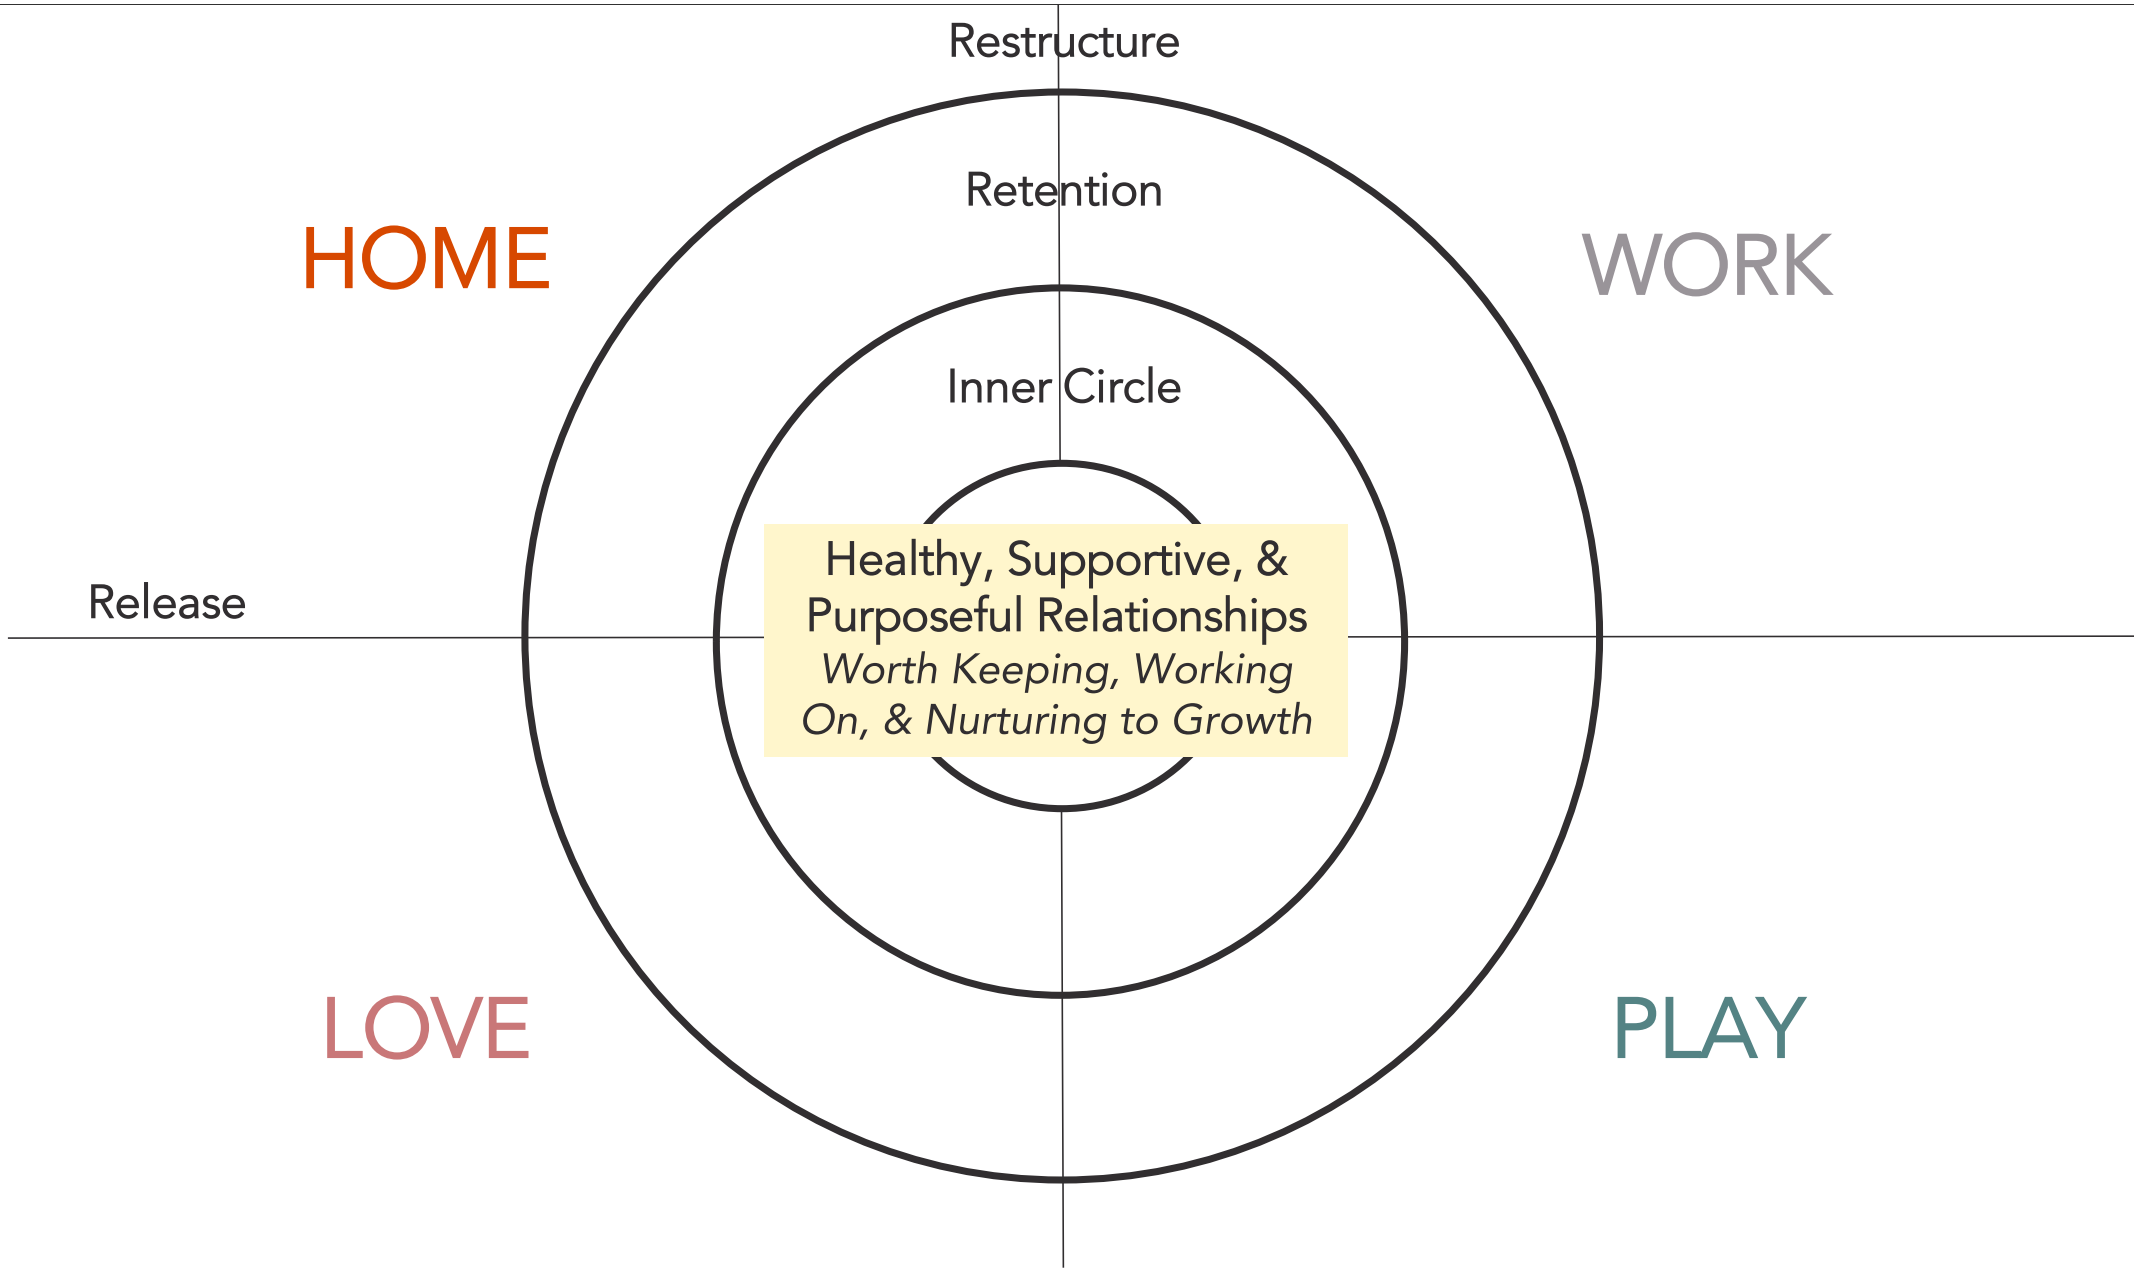 Restructure
Retention
HOME
WORK
Inner Circle
Healthy, Supportive, &
Purposeful Relationships
Worth Keeping, Working
On, & Nurturing to Growth
Release
LOVE
PLAY